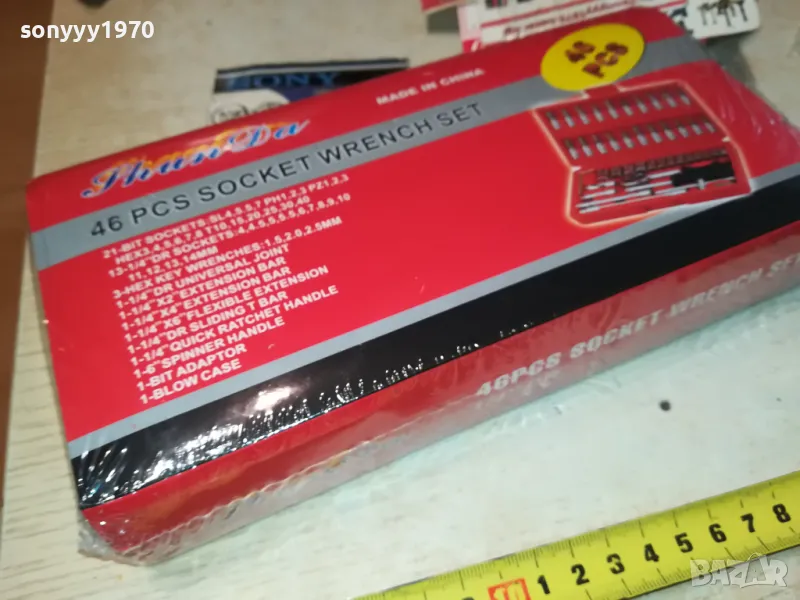 sonyyy1970
SONY
46
PCS
MADE IN CHINA
ShunDa
46 PCS SOCKET WRENCH SET
21-BIT SOCKETS: SL4,5.5,7 PH1,2,3 PZ1,2,3
HEX3,4,5,6,7,8 T10,15,20,25,30,40
13-1/4"DR SOCKETS:4,4.5,5,5.5,6,7,8,9,10
11,12,13,14MM
3-HEX KEY WRENCHES:1.5,2.0,2.5MM
1-1/4"DR UNIVERSAL JOINT
1-1/4"X2"EXTENSION BAR
1-1/4"X4"EXTENSION BAR
1-1/4"X6"FLEXIBLE EXTENSION
1-1/4"DR SLIDING T BAR
1-1/4"QUICK RATCHET HANDLE
1-6"SPINNER HANDLE
1-BIT ADAPTOR
1-BLOW CASE
46PCS SOCKET WRENCH SET
10 1 2 3 4 5 6 7 8
BAZAR